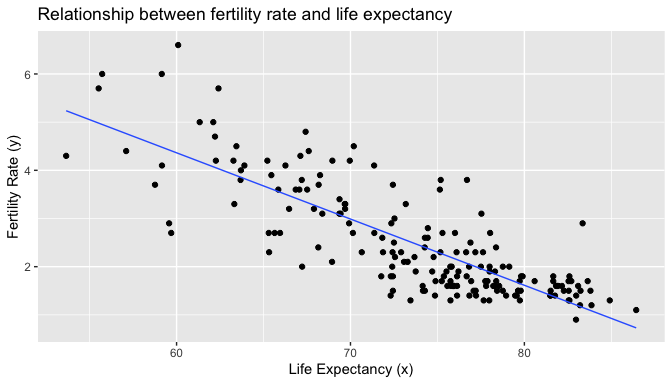 Relationship between fertility rate and life expectancy
Fertility Rate (y)
6
4
2
60
70
80
Life Expectancy (x)